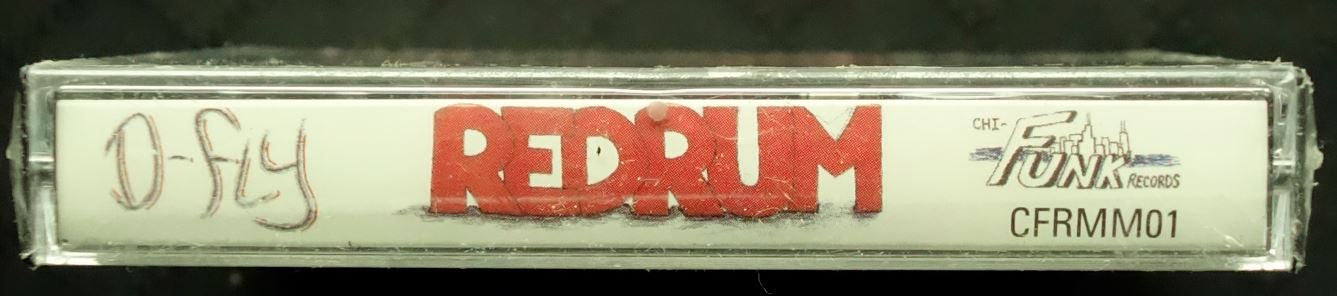 D-Fly
REDRUM
CHI-FUNK RECORDS
CFRMM01